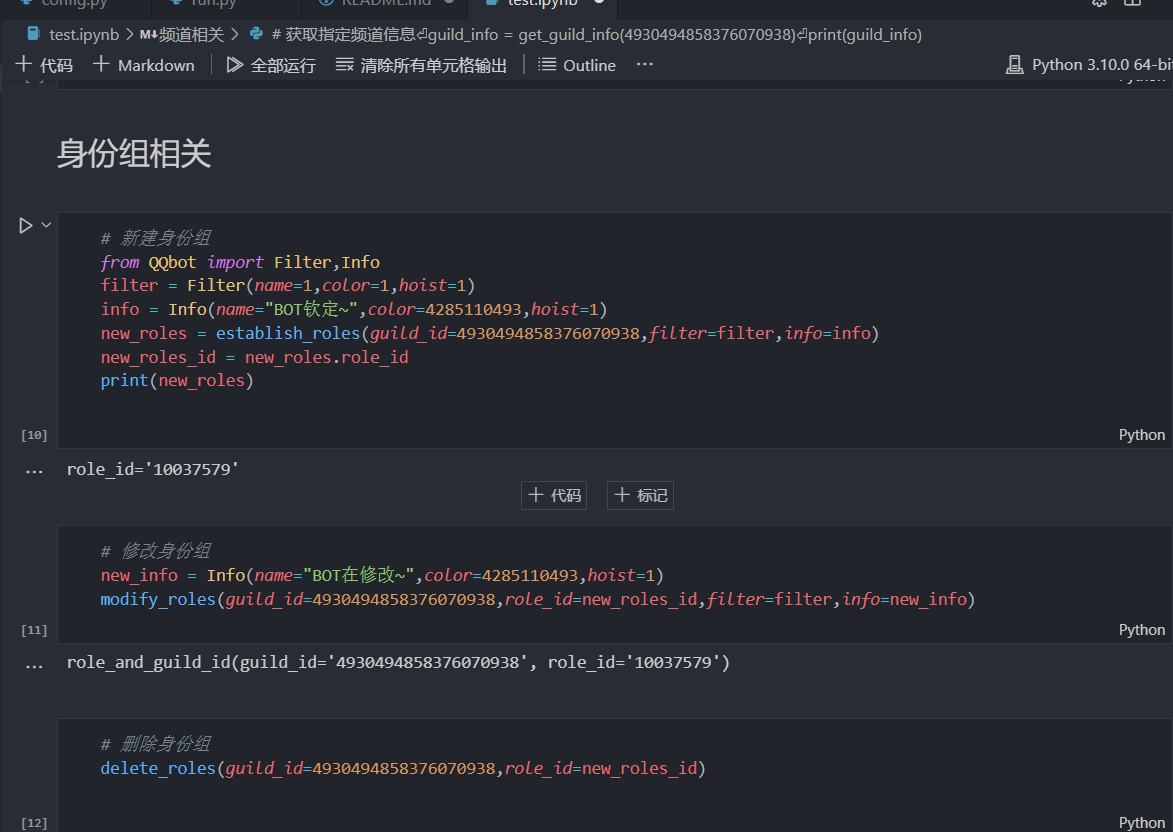 config.py run.py README.md test.ipynb
test.ipynb > M↓频道相关 > # 获取指定频道信息⏎guild_info = get_guild_info(4930494858376070938)⏎print(guild_info)
+ 代码 + Markdown 全部运行 清除所有单元格输出 Outline ··· Python 3.10.0 64-bi
身份组相关
# 新建身份组
from QQbot import Filter,Info
filter = Filter(name=1,color=1,hoist=1)
info = Info(name="BOT钦定~",color=4285110493,hoist=1)
new_roles = establish_roles(guild_id=4930494858376070938,filter=filter,info=info)
new_roles_id = new_roles.role_id
print(new_roles)
[10] Python
... role_id='10037579'
+ 代码 + 标记
# 修改身份组
new_info = Info(name="BOT在修改~",color=4285110493,hoist=1)
modify_roles(guild_id=4930494858376070938,role_id=new_roles_id,filter=filter,info=new_info)
[11] Python
... role_and_guild_id(guild_id='4930494858376070938', role_id='10037579')
# 删除身份组
delete_roles(guild_id=4930494858376070938,role_id=new_roles_id)
[12] Python